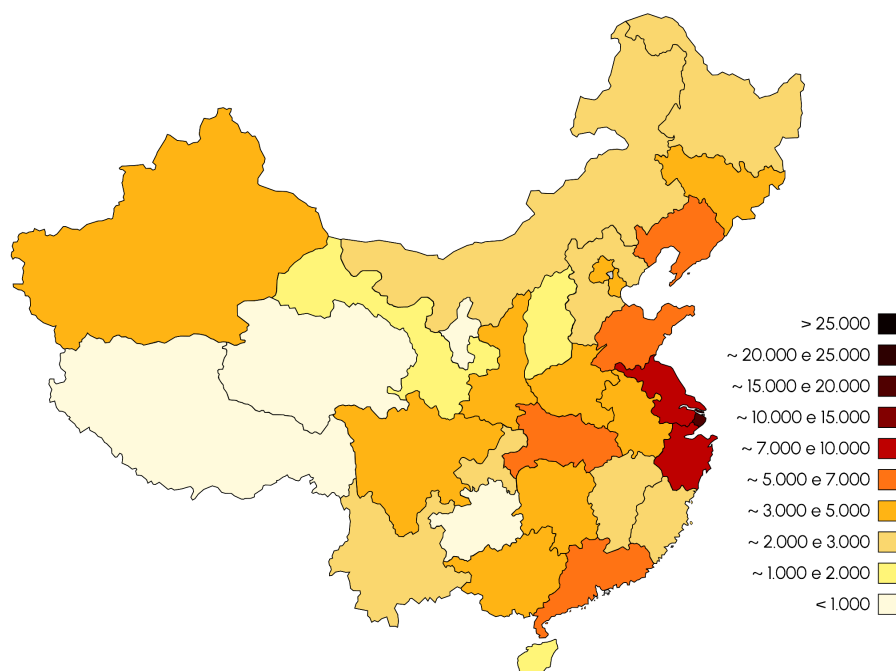 > 25.000
~ 20.000 e 25.000
~ 15.000 e 20.000
~ 10.000 e 15.000
~ 7.000 e 10.000
~ 5.000 e 7.000
~ 3.000 e 5.000
~ 2.000 e 3.000
~ 1.000 e 2.000
< 1.000